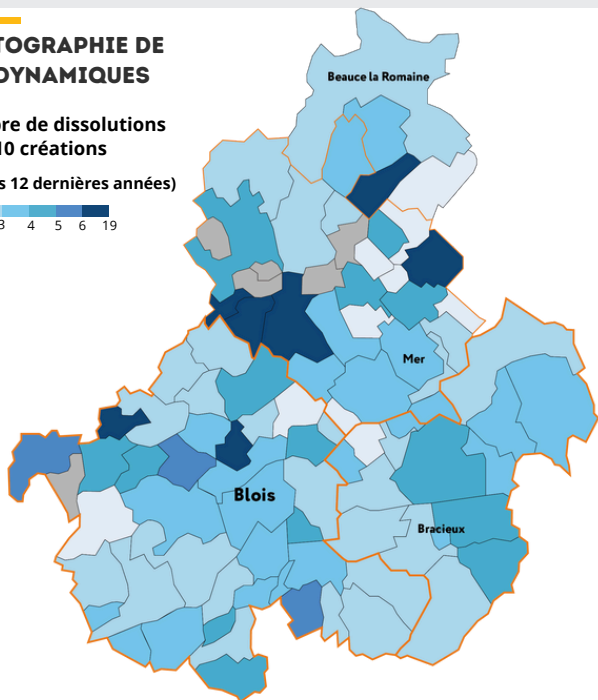 TOGRAPHIE DE
DYNAMIQUES
re de dissolutions
10 créations
s 12 dernières années)
3 4 5 6 19
Beauce la Romaine
Mer
Blois
Bracieux